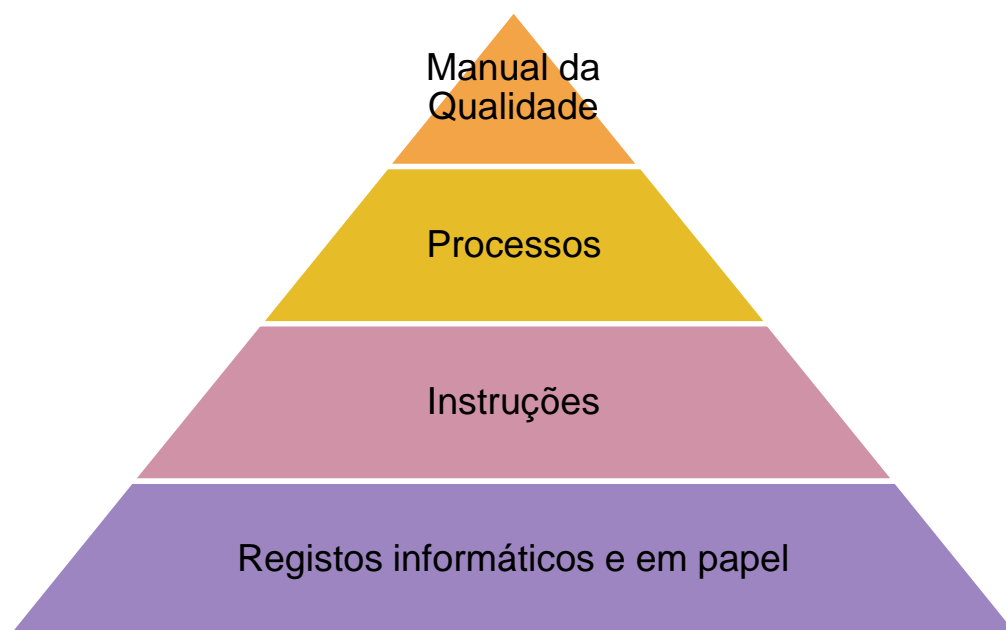 Manual da
Qualidade
Processos
Instruções
Registos informáticos e em papel